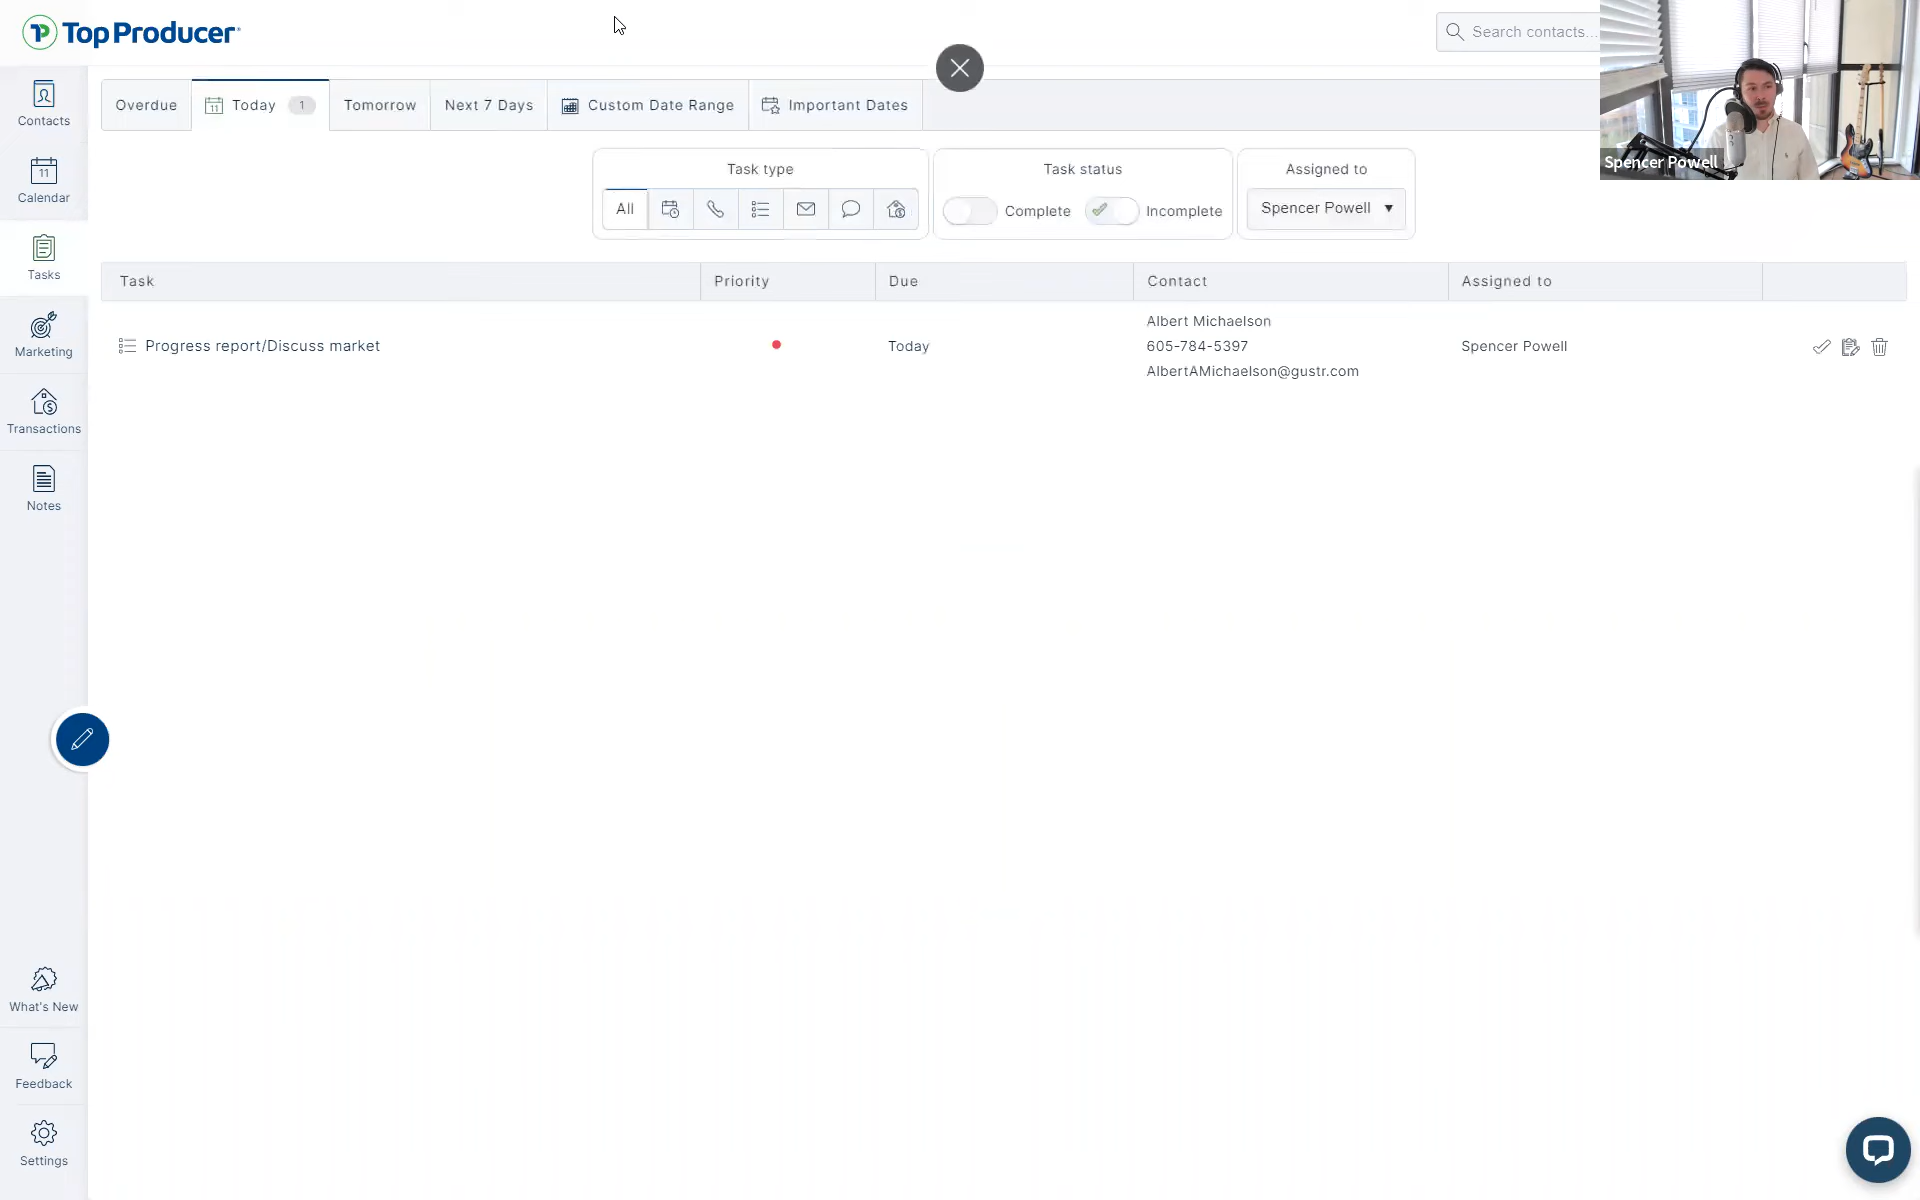 Top Producer
Search contacts...
Spencer Powell
Contacts
11
Calendar
Tasks
Marketing
Transactions
Notes
What's New
Feedback
Settings
Overdue
11 Today 1
Tomorrow
Next 7 Days
Custom Date Range
Important Dates
Task type
All
Task status
Complete
Incomplete
Assigned to
Spencer Powell
Task Priority Due Contact Assigned to
Albert Michaelson
Progress report/Discuss market Today 605-784-5397 Spencer Powell
AlbertAMichaelson@gustr.com